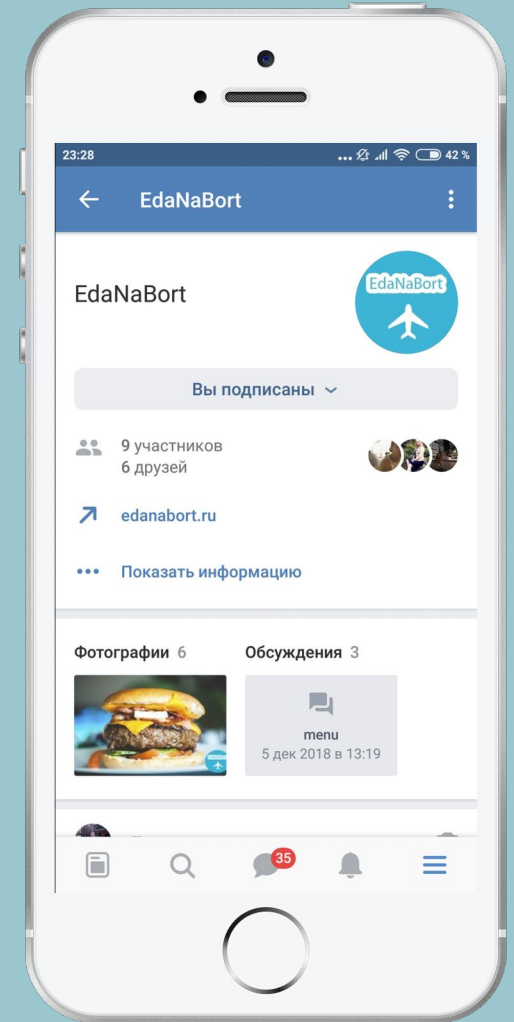 23:28
... 42 %
EdaNaBort
EdaNaBort
EdaNaBort
Вы подписаны
9 участников
6 друзей
edanabort.ru
Показать информацию
Фотографии 6
Обсуждения 3
menu
5 дек 2018 в 13:19
35